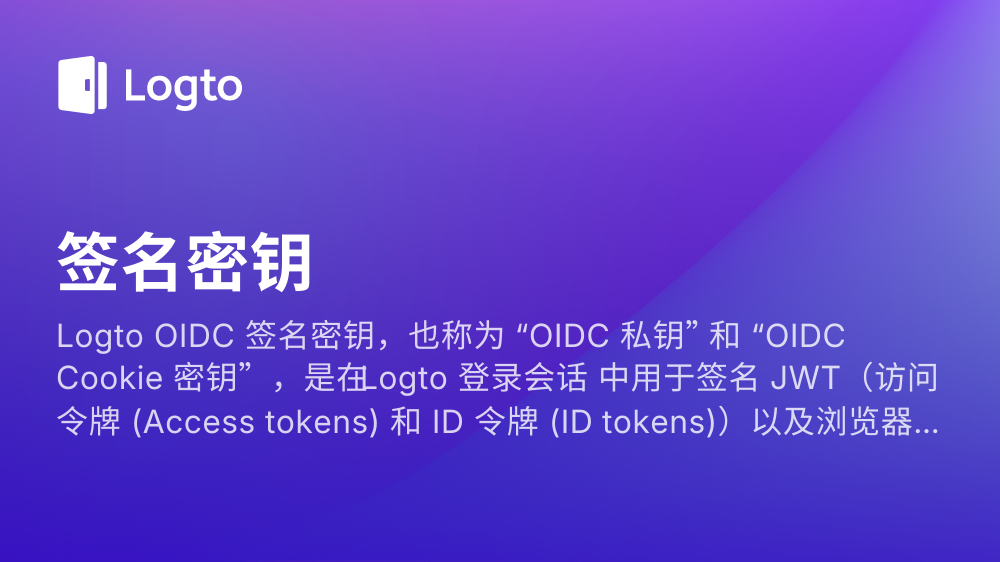 Logto
签名密钥
Logto OIDC 签名密钥，也称为 “OIDC 私钥” 和 “OIDC
Cookie 密钥” ，是在Logto 登录会话 中用于签名 JWT（访问
令牌 (Access tokens) 和 ID 令牌 (ID tokens)）以及浏览器...